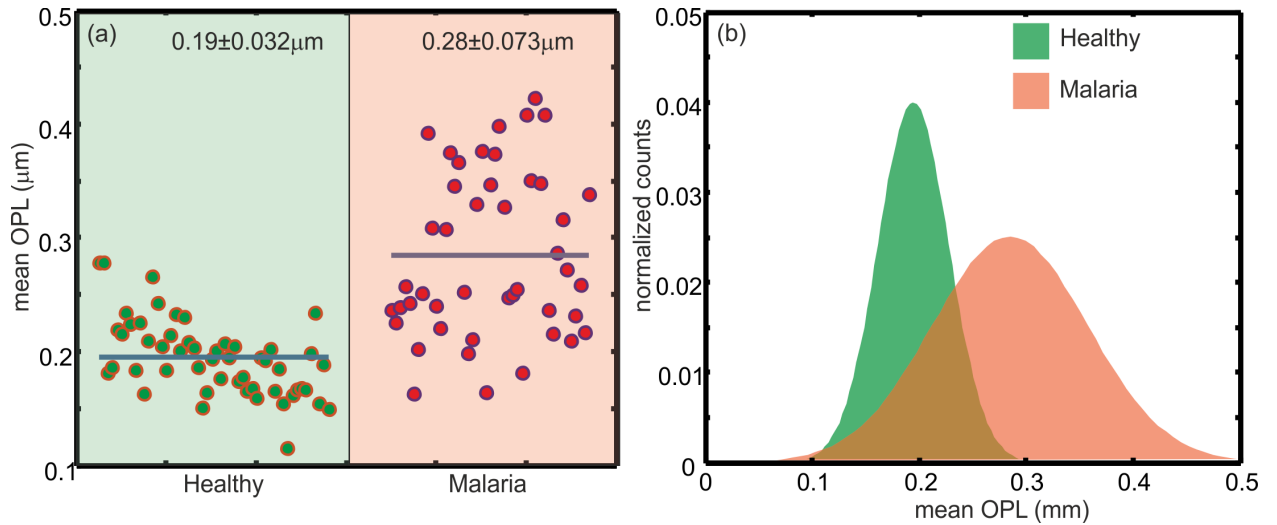 (a)
0.19±0.032μm
0.28±0.073μm
0.5
0.4
0.3
0.2
0.1
mean OPL (μm)
Healthy
Malaria
(b)
Healthy
Malaria
0.05
0.04
0.03
0.02
0.01
0
normalized counts
0
0.1
0.2
0.3
0.4
0.5
mean OPL (mm)